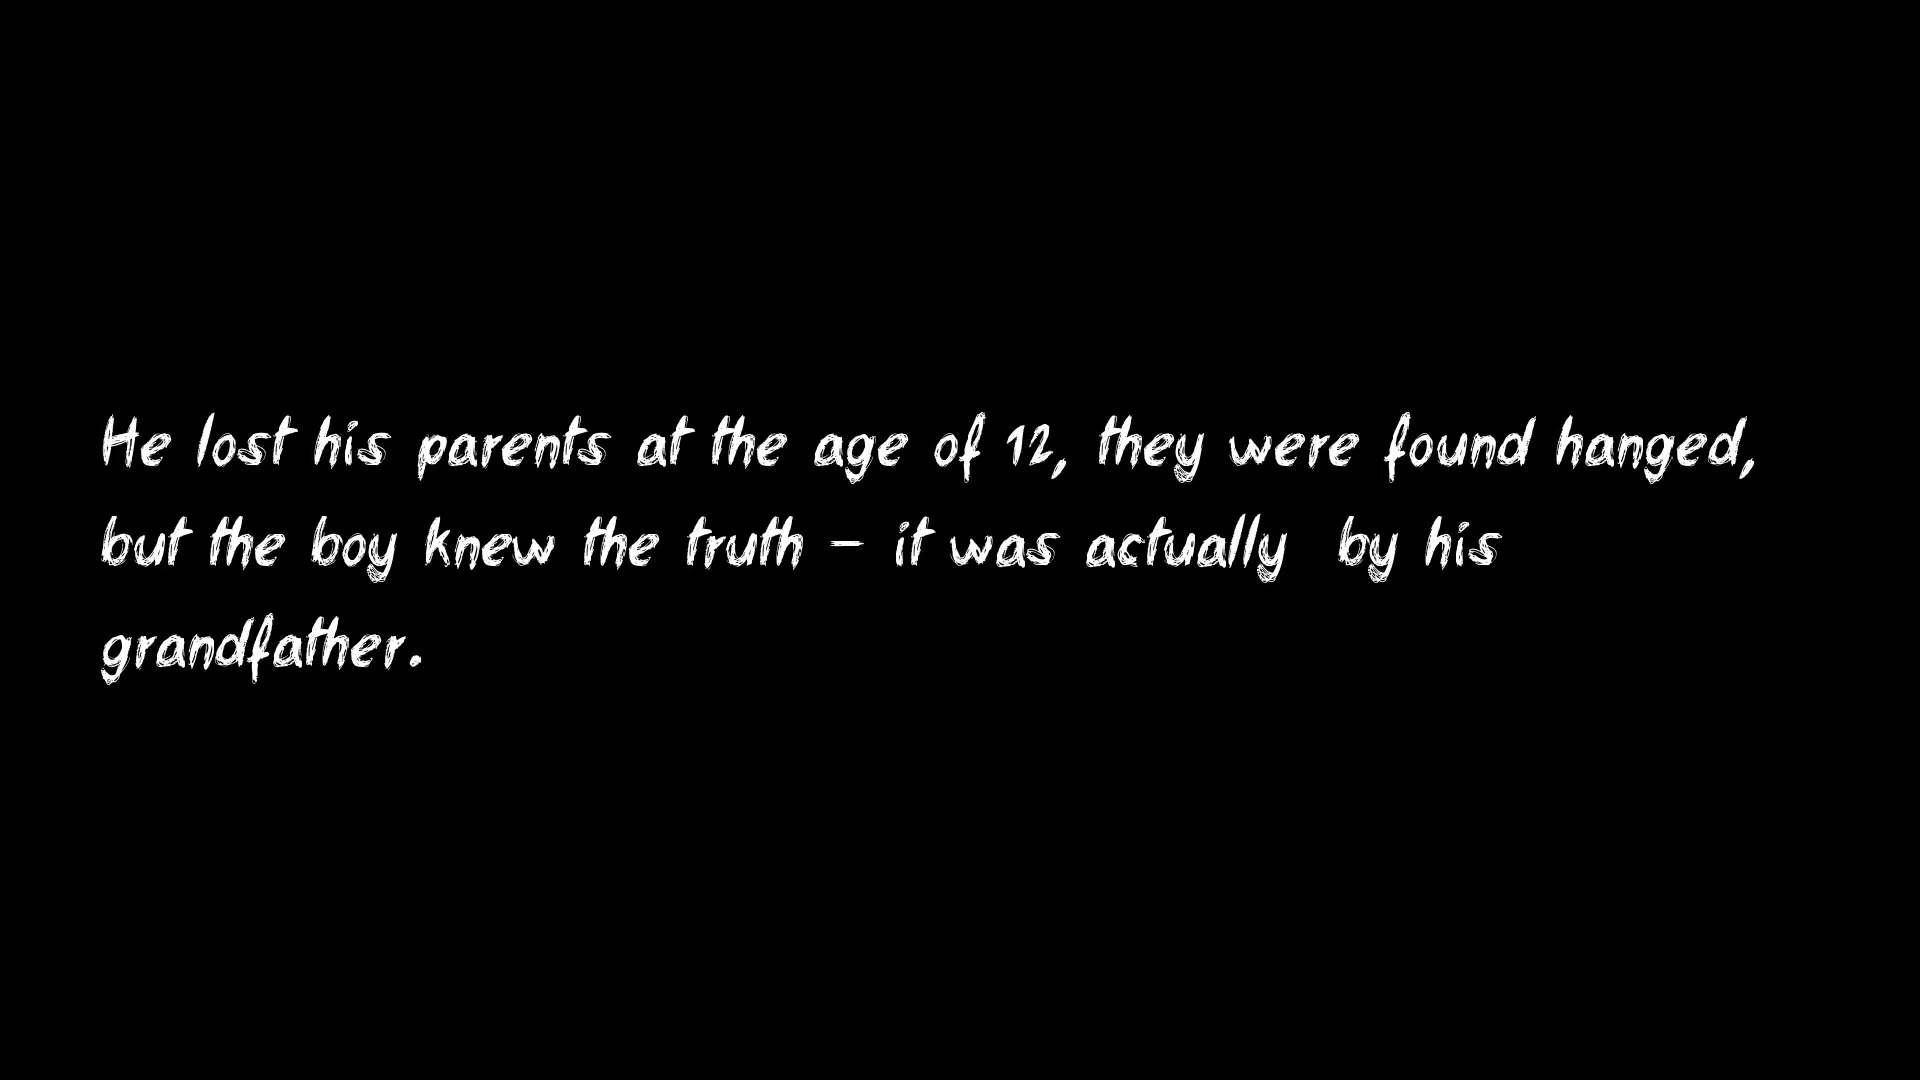 He lost his parents at the age of 12, they were found hanged,
but the boy knew the truth – it was actually  by his
grandfather.